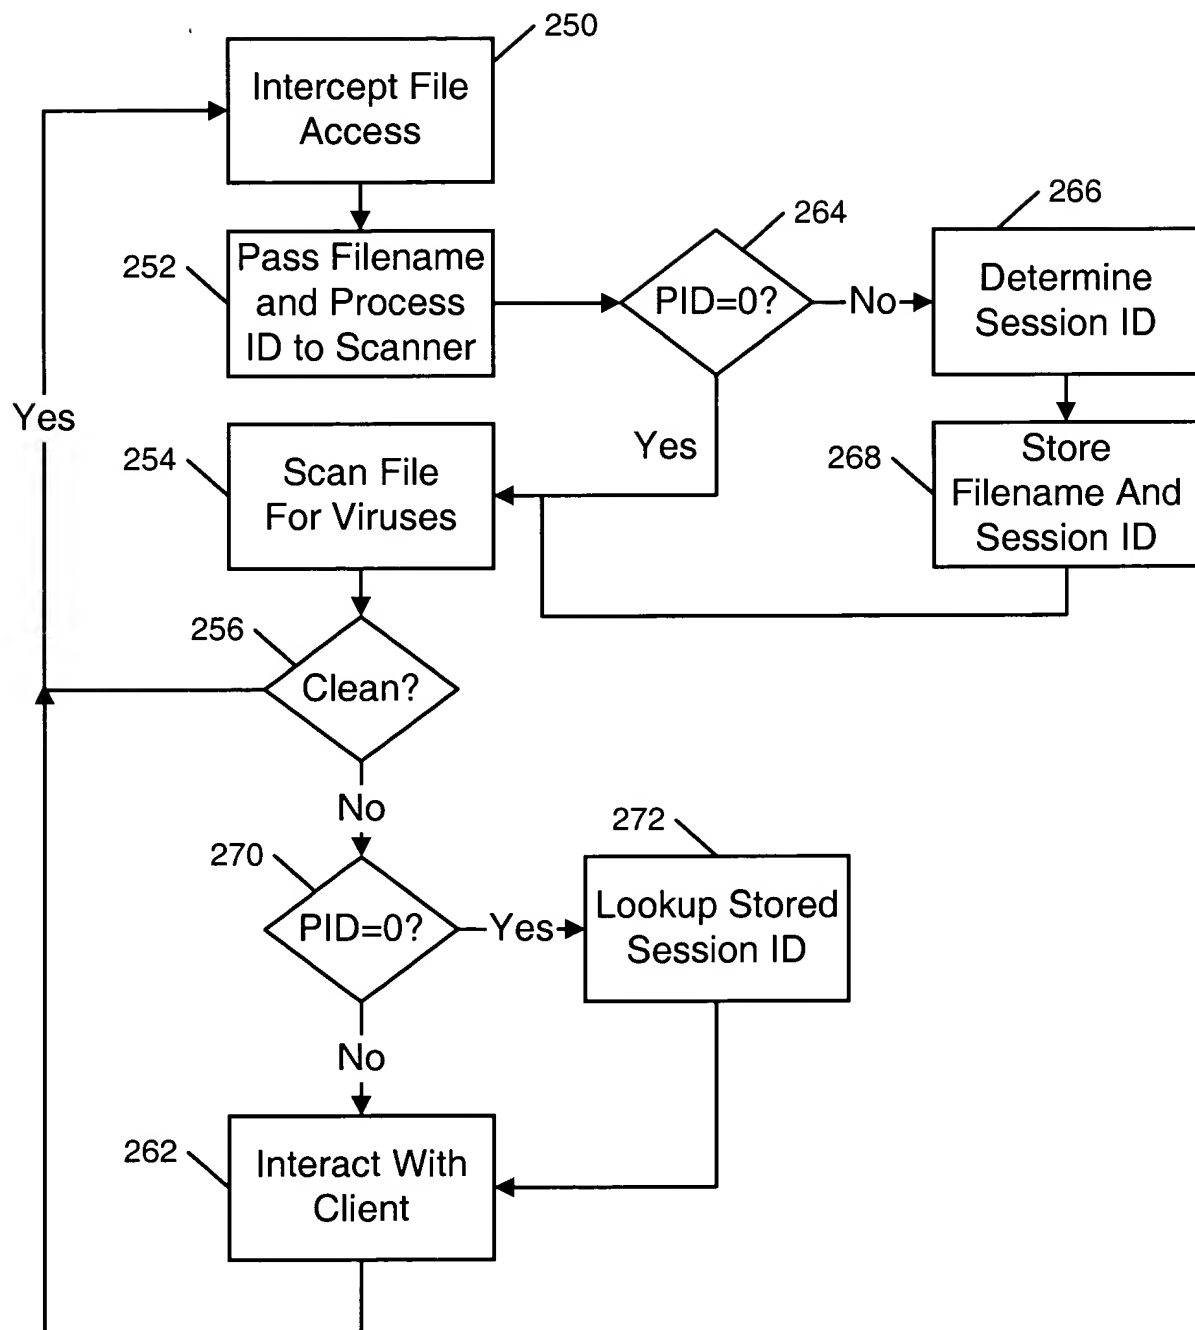 250
Intercept File
Access
266
264
252
Pass Filename
and Process
ID to Scanner
PID=0?
No
Determine
Session ID
Yes
Yes
254
Scan File
For Viruses
268
Store
Filename And
Session ID
256
Clean?
No
272
270
PID=0?
Yes
Lookup Stored
Session ID
No
262
Interact With
Client